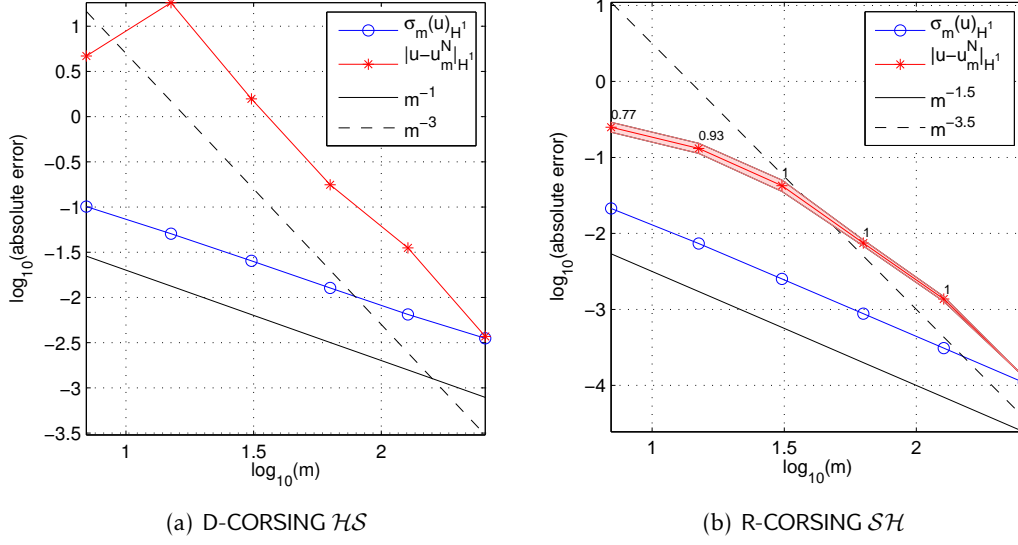 σm(u)H1
|u−umN|H1
m−1
m−3
1
0.5
0
−0.5
−1
−1.5
−2
−2.5
−3
−3.5
log10(absolute error)
1
1.5
2
log10(m)
(a) D-CORSING HS
σm(u)H1
|u−umN|H1
m−1.5
m−3.5
1
0
−1
−2
−3
−4
log10(absolute error)
0.77
0.93
1
1
1
1
1.5
2
log10(m)
(b) R-CORSING SH